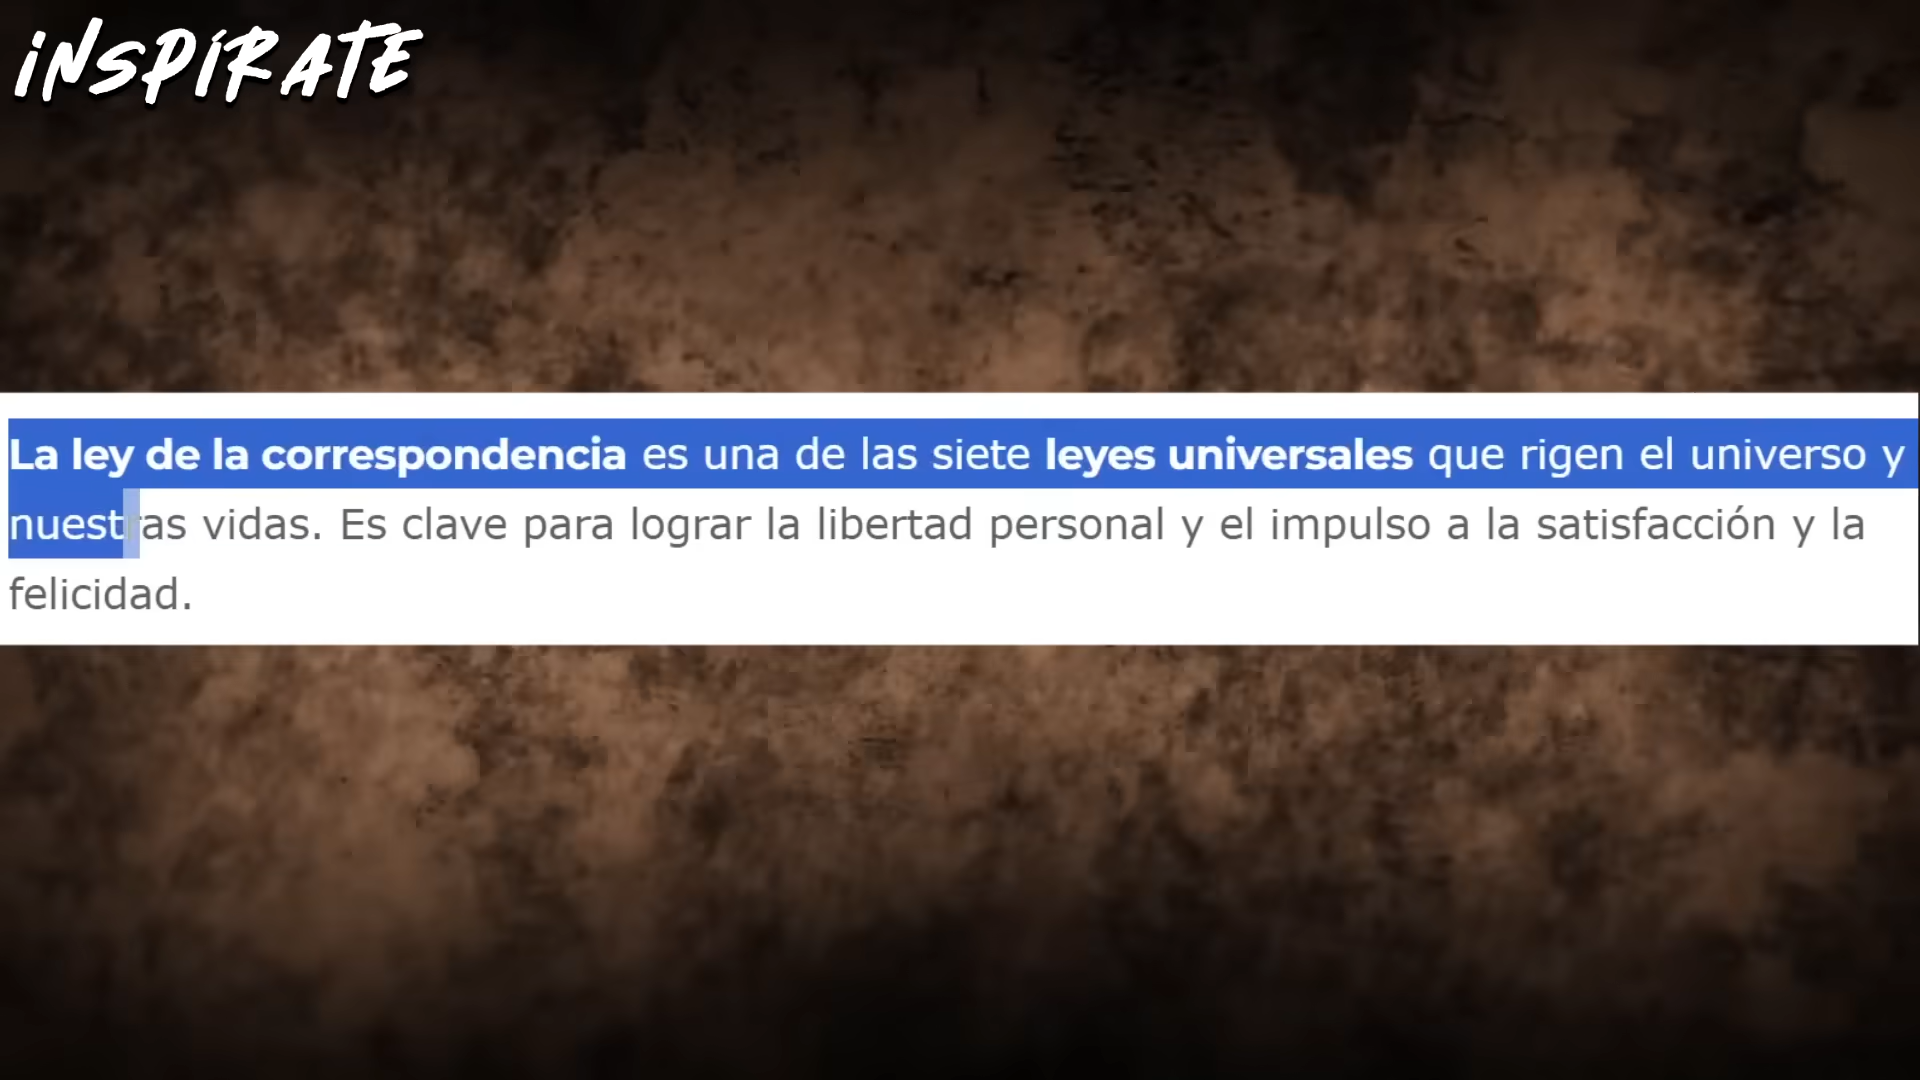 iNSPÍRATE
La ley de la correspondencia es una de las siete leyes universales que rigen el universo y
nuestras vidas. Es clave para lograr la libertad personal y el impulso a la satisfacción y la
felicidad.